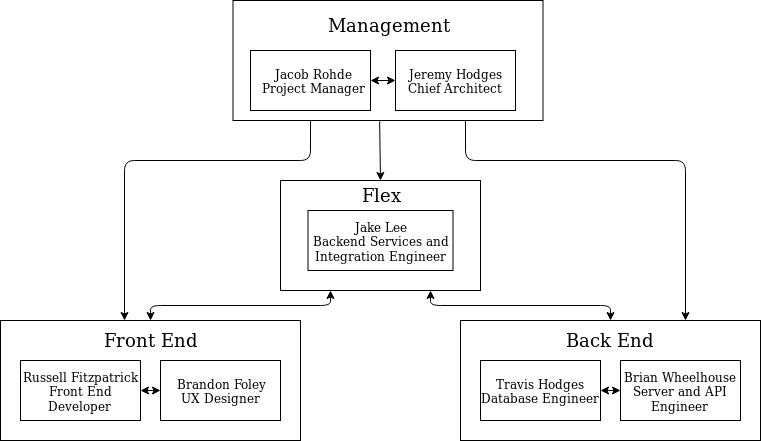 Management
Jacob Rohde
Project Manager
Jeremy Hodges
Chief Architect
Flex
Jake Lee
Backend Services and
Integration Engineer
Front End
Russell Fitzpatrick
Front End
Developer
Brandon Foley
UX Designer
Back End
Travis Hodges
Database Engineer
Brian Wheelhouse
Server and API
Engineer